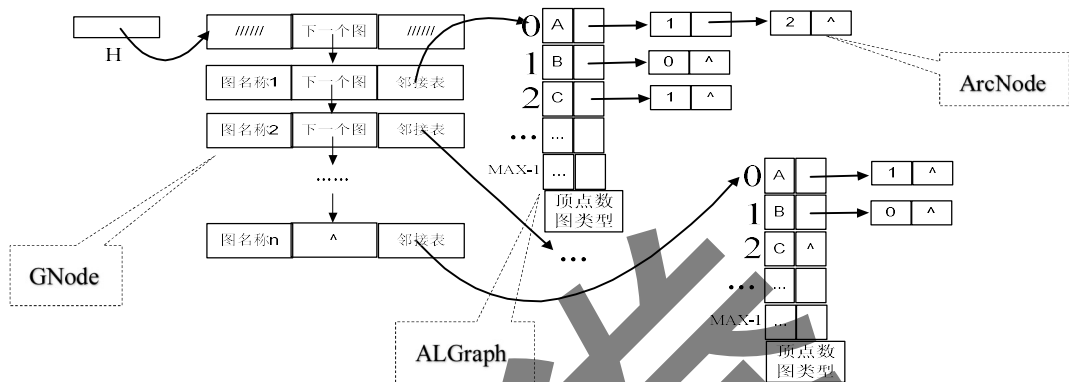 H
////// 下一个图 //////
图名称1 下一个图 邻接表
图名称2 下一个图 邻接表
……
图名称n ^ 邻接表
GNode
0 A 1 2 ^
1 B 0 ^
2 C 1 ^
... ...
MAX-1 ...
顶点数
图类型
ArcNode
...
ALGraph
0 A 1 ^
1 B 0 ^
2 C ^
... ...
MAX-1 ...
顶点数
图类型